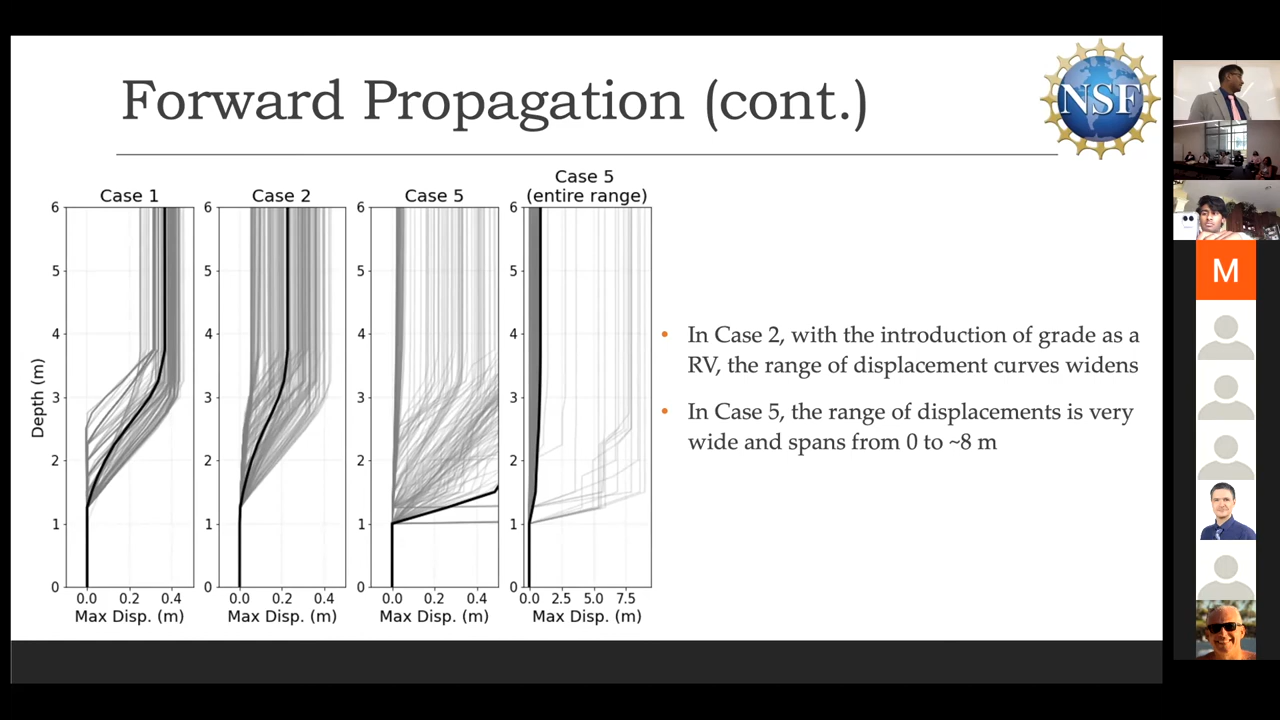 Forward Propagation (cont.)
NSF
Case 1
Case 2
Case 5
Case 5
(entire range)
Depth (m)
6
5
4
3
2
1
0
0.0 0.2 0.4
Max Disp. (m)
6
5
4
3
2
1
0
0.0 0.2 0.4
Max Disp. (m)
6
5
4
3
2
1
0
0.0 0.2 0.4
Max Disp. (m)
6
5
4
3
2
1
0
0.0 2.5 5.0 7.5
Max Disp. (m)
• In Case 2, with the introduction of grade as a
RV, the range of displacement curves widens
• In Case 5, the range of displacements is very
wide and spans from 0 to ~8 m
M